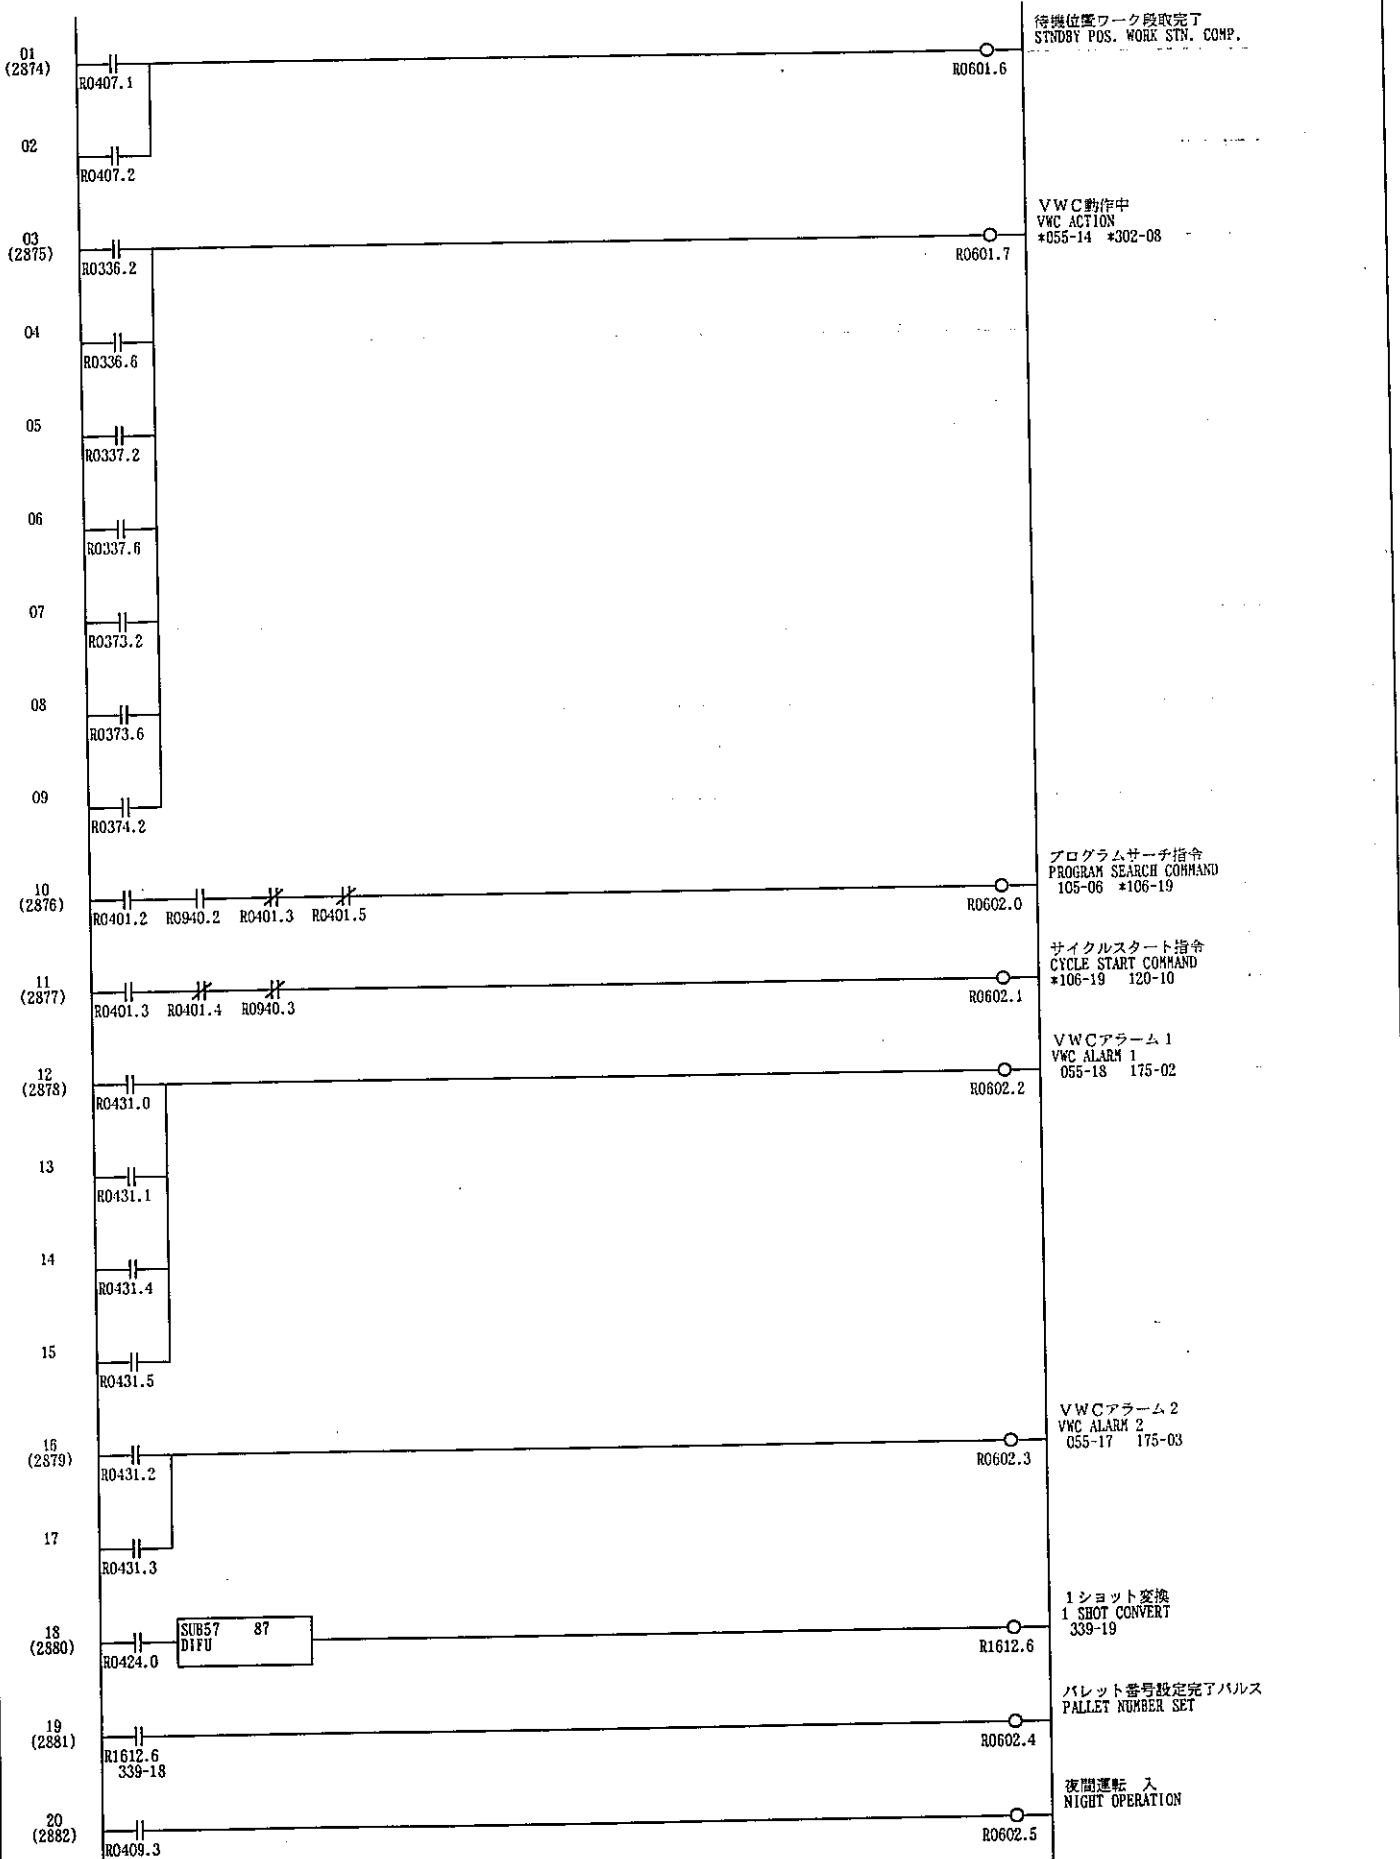 待機位置ワーク段取完了
STNDBY POS. WORK STN. COMP.
01
(2874)
R0407.1
R0601.6
02
R0407.2
VWC動作中
VWC ACTION
*055-14 *302-08
03
(2875)
R0336.2
R0601.7
04
R0336.6
05
R0337.2
06
R0337.6
07
R0373.2
08
R0373.6
09
R0374.2
プログラムサーチ指令
PROGRAM SEARCH COMMAND
105-06 *106-19
10
(2876)
R0401.2 R0940.2 R0401.3 R0401.5
R0602.0
サイクルスタート指令
CYCLE START COMMAND
*106-19 120-10
11
(2877)
R0401.3 R0401.4 R0940.3
R0602.1
VWCアラーム1
VWC ALARM 1
055-18 175-02
12
(2878)
R0431.0
R0602.2
13
R0431.1
14
R0431.4
15
R0431.5
VWCアラーム2
VWC ALARM 2
055-17 175-03
16
(2879)
R0431.2
R0602.3
17
R0431.3
1ショット変換
1 SHOT CONVERT
339-19
18
(2880)
R0424.0
SUB57 87
DIFU
R1612.6
パレット番号設定完了パルス
PALLET NUMBER SET
19
(2881)
R1612.6
339-18
R0602.4
夜間運転 入
NIGHT OPERATION
20
(2882)
R0409.3
R0602.5